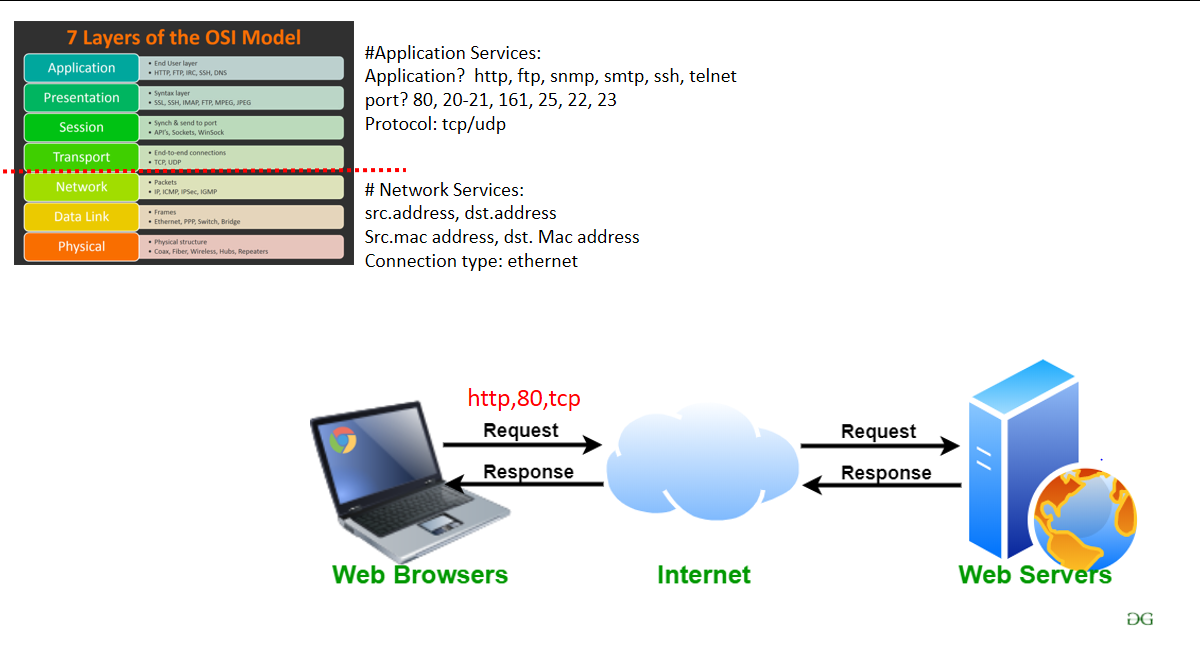 7 Layers of the OSI Model
Application
• End User layer
• HTTP, FTP, IRC, SSH, DNS
Presentation
• Syntax layer
• SSL, SSH, IMAP, FTP, MPEG, JPEG
Session
• Synch & send to port
• API's, Sockets, WinSock
Transport
• End-to-end connections
• TCP, UDP
Network
• Packets
• IP, ICMP, IPSec, IGMP
Data Link
• Frames
• Ethernet, PPP, Switch, Bridge
Physical
• Physical structure
• Coax, Fiber, Wireless, Hubs, Repeaters
#Application Services:
Application?  http, ftp, snmp, smtp, ssh, telnet
port? 80, 20-21, 161, 25, 22, 23
Protocol: tcp/udp
# Network Services:
src.address, dst.address
Src.mac address, dst. Mac address
Connection type: ethernet
http,80,tcp
Request
Response
Request
Response
Web Browsers
Internet
Web Servers